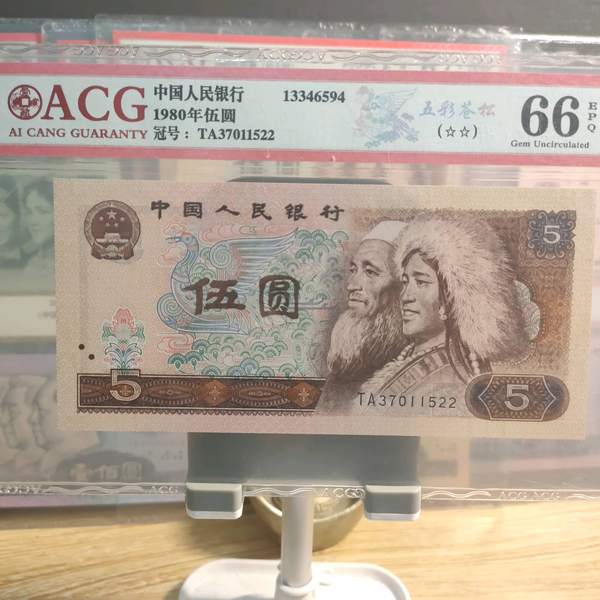 ACG
AI CANG GUARANTY
中国人民银行
1980年伍圆
冠号：TA37011522
13346594
五彩苍松
(☆☆)
66
EPQ
Gem Uncirculated
中国人民银行
5
伍圆
5
TA37011522
5
ACG ACG